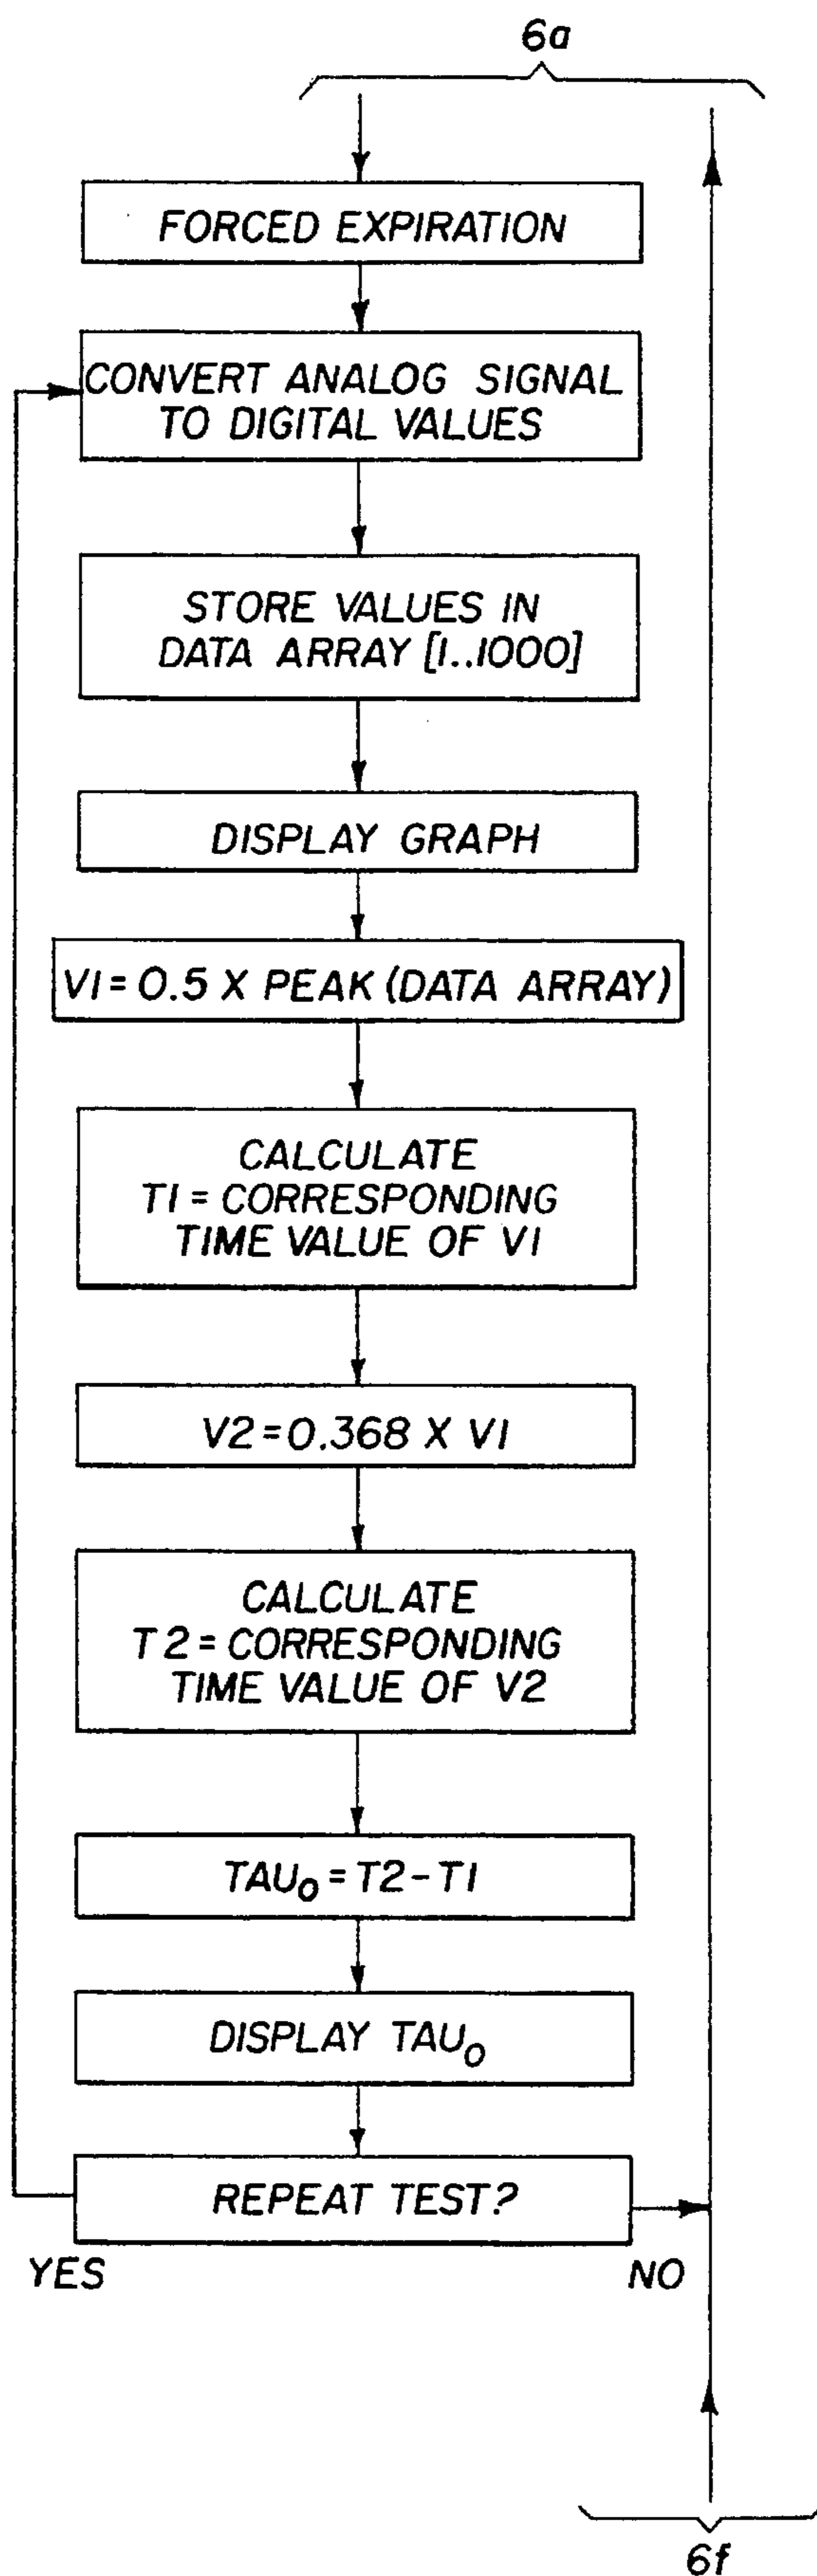 6a
FORCED EXPIRATION
CONVERT ANALOG SIGNAL
TO DIGITAL VALUES
STORE VALUES IN
DATA ARRAY [1..1000]
DISPLAY GRAPH
V1 = 0.5 X PEAK (DATA ARRAY)
CALCULATE
T1 = CORRESPONDING
TIME VALUE OF V1
V2 = 0.368 X V1
CALCULATE
T2 = CORRESPONDING
TIME VALUE OF V2
TAU₀ = T2 - T1
DISPLAY TAU₀
REPEAT TEST?
YES
NO
6f